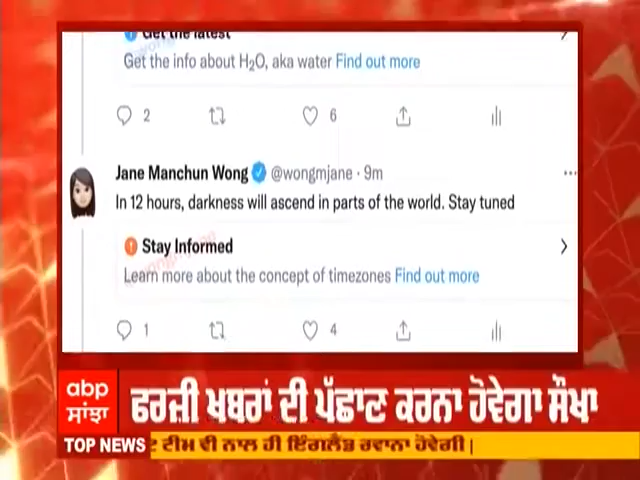 Get the latest
Get the info about H₂O, aka water Find out more
2 6
Jane Manchun Wong @wongmjane · 9m
In 12 hours, darkness will ascend in parts of the world. Stay tuned
Stay Informed
Learn more about the concept of timezones Find out more
1 4
abp
ਸਾਂਝਾ
ਫਰਜ਼ੀ ਖ਼ਬਰਾਂ ਦੀ ਪੱਛਾਣ ਕਰਨਾ ਹੋਵੇਗਾ ਸੌਖਾ
TOP NEWS ਟੀਮ ਵੀ ਨਾਲ ਹੀ ਇੰਗਲੈਂਡ ਰਵਾਨਾ ਹੋਵੇਗੀ |